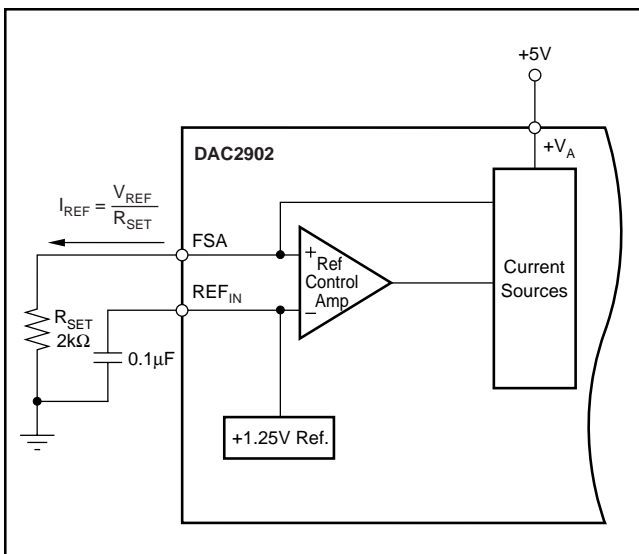 +5V
+V_A
DAC2902
I_REF = V_REF / R_SET
FSA
REF_IN
+
Ref
Control
Amp
–
Current
Sources
R_SET
2kΩ
0.1µF
+1.25V Ref.